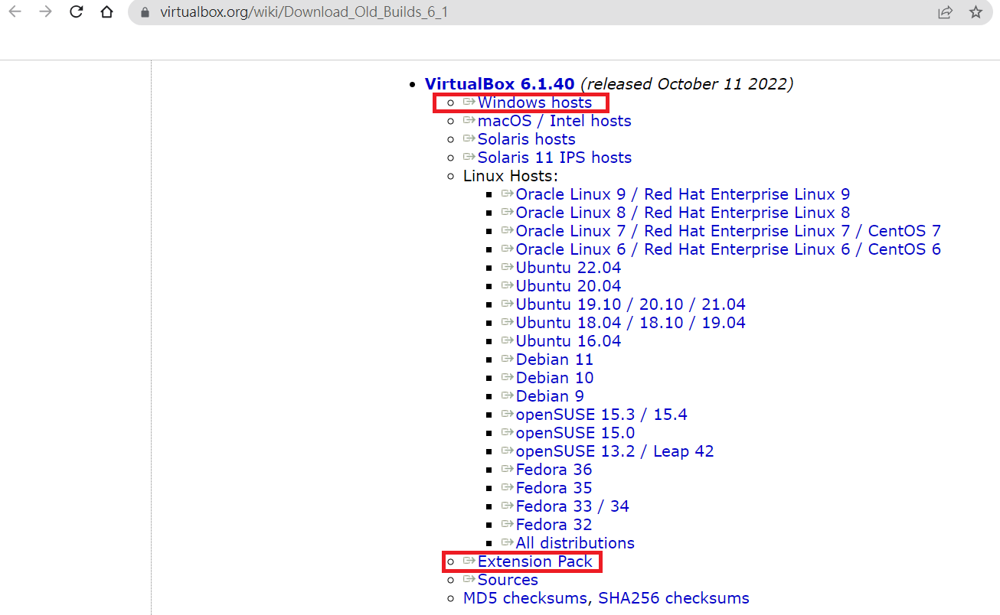 virtualbox.org/wiki/Download_Old_Builds_6_1
VirtualBox 6.1.40 (released October 11 2022)
Windows hosts
macOS / Intel hosts
Solaris hosts
Solaris 11 IPS hosts
Linux Hosts:
Oracle Linux 9 / Red Hat Enterprise Linux 9
Oracle Linux 8 / Red Hat Enterprise Linux 8
Oracle Linux 7 / Red Hat Enterprise Linux 7 / CentOS 7
Oracle Linux 6 / Red Hat Enterprise Linux 6 / CentOS 6
Ubuntu 22.04
Ubuntu 20.04
Ubuntu 19.10 / 20.10 / 21.04
Ubuntu 18.04 / 18.10 / 19.04
Ubuntu 16.04
Debian 11
Debian 10
Debian 9
openSUSE 15.3 / 15.4
openSUSE 15.0
openSUSE 13.2 / Leap 42
Fedora 36
Fedora 35
Fedora 33 / 34
Fedora 32
All distributions
Extension Pack
Sources
MD5 checksums, SHA256 checksums